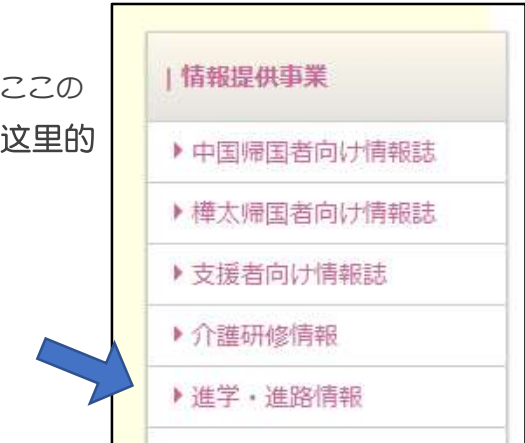 ここの
这里的
| 情報提供事業
中国帰国者向け情報誌
樺太帰国者向け情報誌
支援者向け情報誌
介護研修情報
進学・進路情報